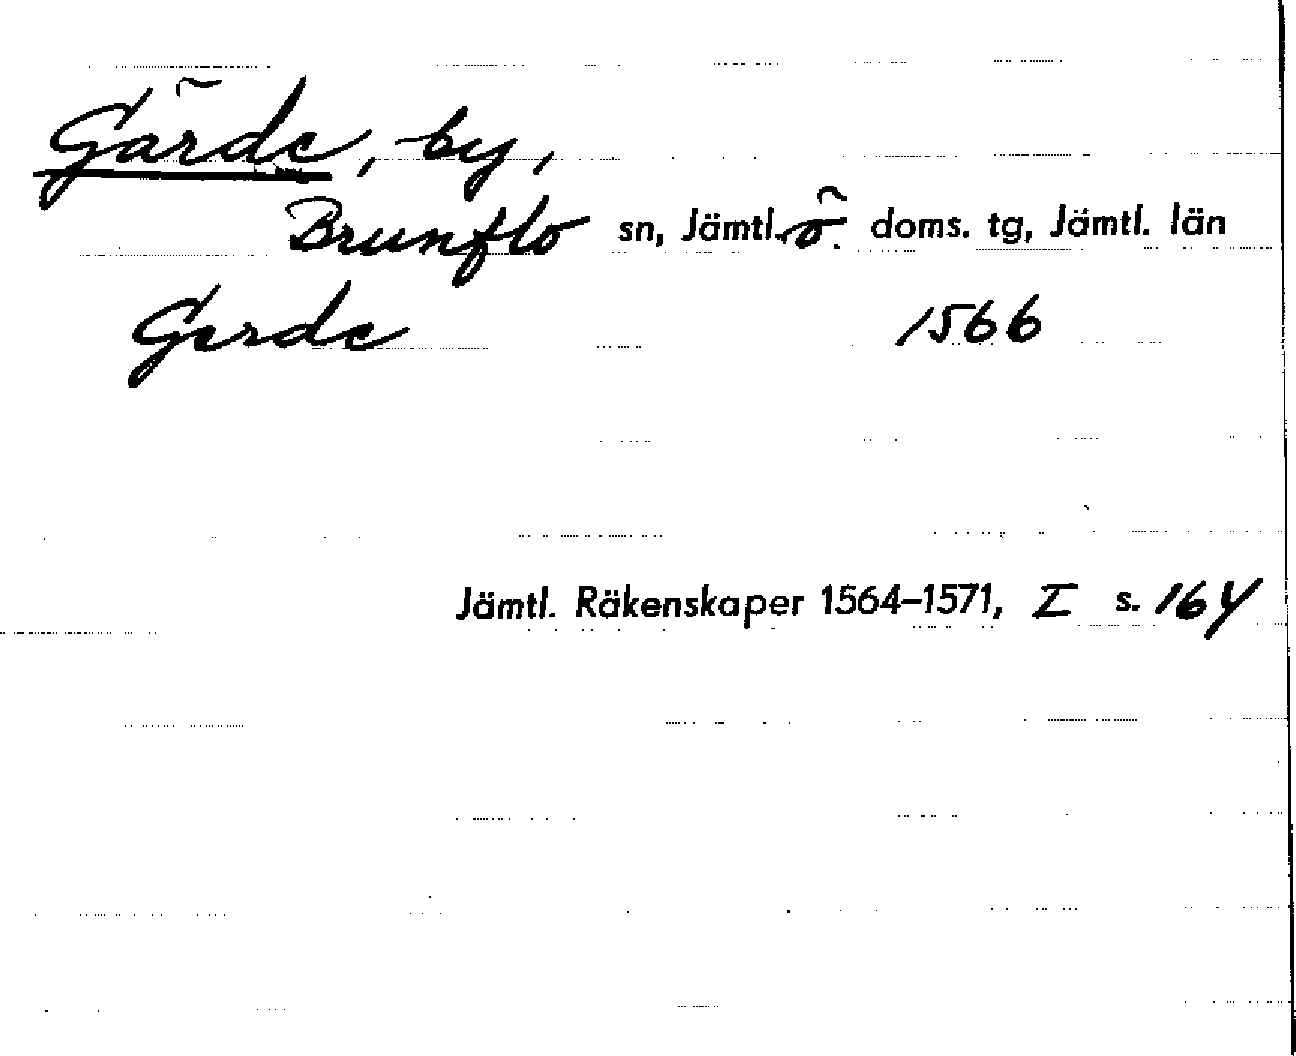 Gärde, by,
Brunflo sn, Jämtl. ö. doms. tg, Jämtl. län
Gerde 1566
Jämtl. Räkenskaper 1564–1571, I s. 164